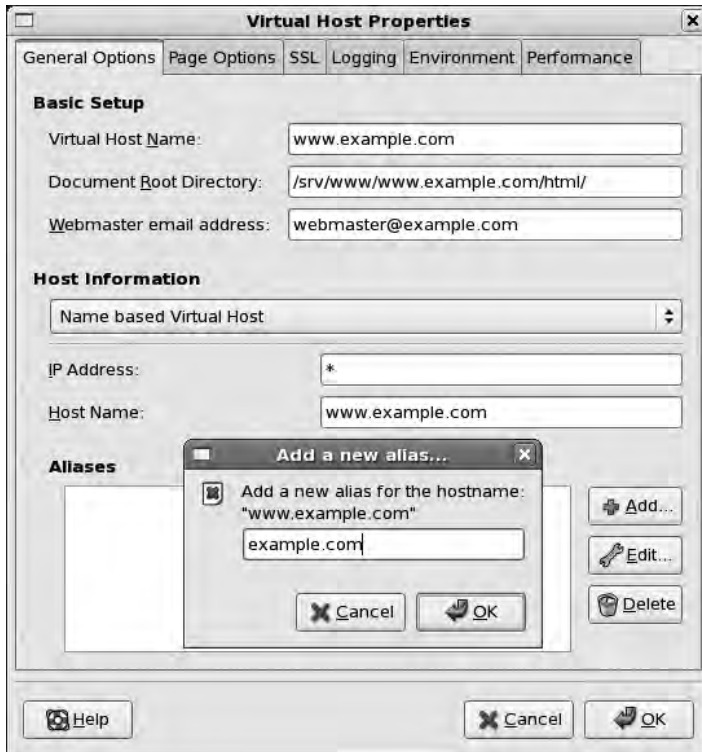 Virtual Host Properties
General Options Page Options SSL Logging Environment Performance
Basic Setup
Virtual Host Name: www.example.com
Document Root Directory: /srv/www/www.example.com/html/
Webmaster email address: webmaster@example.com
Host Information
Name based Virtual Host
IP Address: *
Host Name: www.example.com
Aliases
Add a new alias...
Add a new alias for the hostname:
"www.example.com"
example.com
Cancel OK
Add...
Edit...
Delete
Help Cancel OK